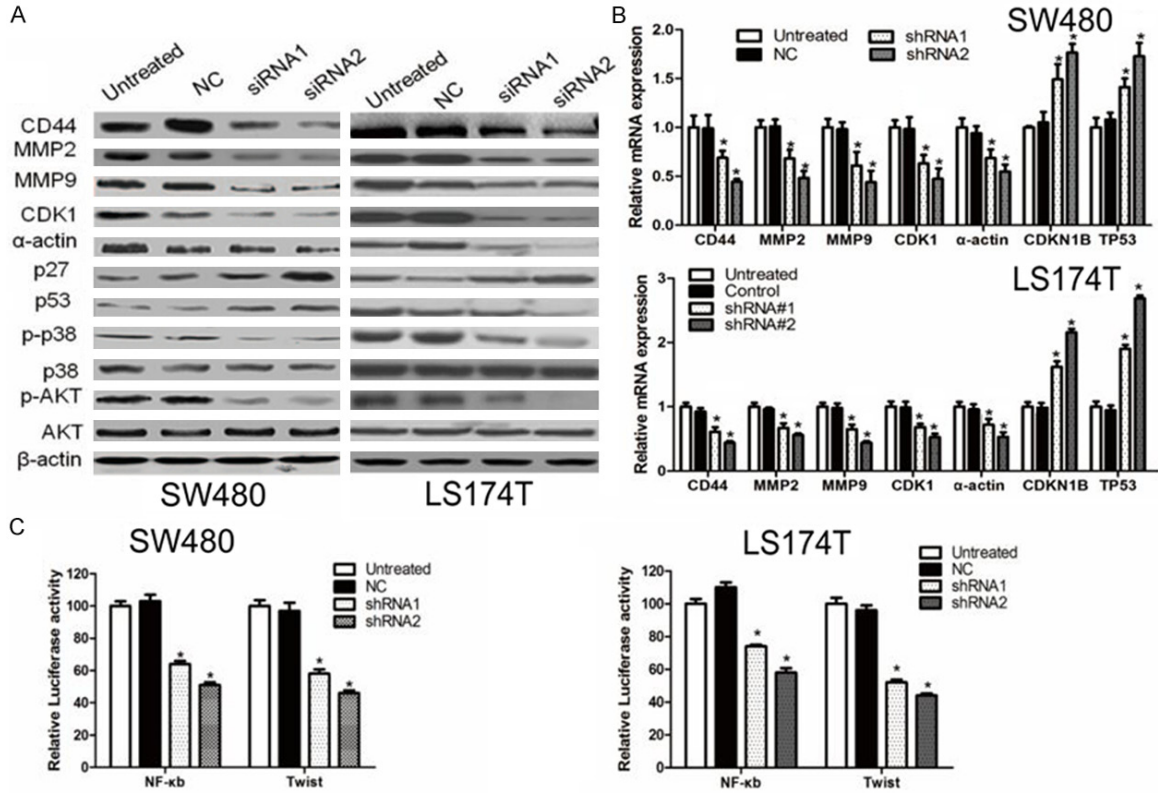 A
Untreated NC siRNA1 siRNA2
Untreated NC siRNA1 siRNA2
CD44
MMP2
MMP9
CDK1
α-actin
p27
p53
p-p38
p38
p-AKT
AKT
β-actin
SW480
LS174T
B
SW480
Untreated
NC
shRNA1
shRNA2
Relative mRNA expression
2.0
1.5
1.0
0.5
0.0
* * * * * * * * * * * * * *
CD44 MMP2 MMP9 CDK1 α-actin CDKN1B TP53
LS174T
Untreated
Control
shRNA#1
shRNA#2
Relative mRNA expression
3
2
1
0
* * * * * * * * * * * * * *
CD44 MMP2 MMP9 CDK1 α-actin CDKN1B TP53
C
SW480
Untreated
NC
shRNA1
shRNA2
Relative Luciferase activity
120
100
80
60
40
20
0
* * * *
NF-κb Twist
LS174T
Untreated
NC
shRNA1
shRNA2
Relative Luciferase activity
120
100
80
60
40
20
0
* * * *
NF-κb Twist